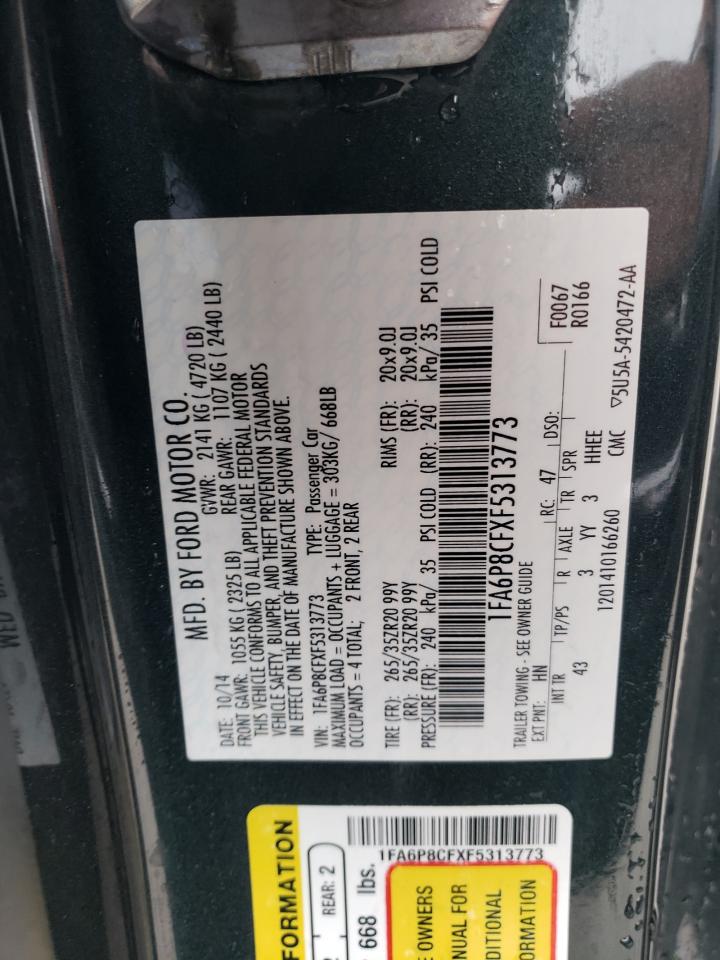 MFD. BY FORD MOTOR CO.
DATE: 10/14 GVWR: 2141 KG ( 4720 LB)
FRONT GAWR: 1055 KG ( 2325 LB) REAR GAWR: 1107 KG ( 2440 LB)
THIS VEHICLE CONFORMS TO ALL APPLICABLE FEDERAL MOTOR
VEHICLE SAFETY, BUMPER, AND THEFT PREVENTION STANDARDS
IN EFFECT ON THE DATE OF MANUFACTURE SHOWN ABOVE.
VIN: 1FA6P8CFXF5313773 TYPE: Passenger Car
MAXIMUM LOAD = OCCUPANTS + LUGGAGE = 303KG/ 668LB
OCCUPANTS = 4 TOTAL; 2 FRONT, 2 REAR
TIRE (FR): 265/35ZR20 99Y RIMS (FR): 20x9.0J
(RR): 265/35ZR20 99Y (RR): 20x9.0J
PRESSURE (FR): 240 kPa/ 35 PSI COLD (RR): 240 kPa/ 35 PSI COLD
1FA6P8CFXF5313773
TRAILER TOWING - SEE OWNER GUIDE
EXT PNT: HN RC: 47 DSO: F0067
R0166
INT TR TP/PS R AXLE TR SPR
43 3 YY 3 HHEE
1201410166260 CMC ▽5U5A-5420472-AA
FORMATION
REAR: 2
668 lbs.
1FA6P8CFXF5313773
OWNERS
FOR
INFORMATION
WED